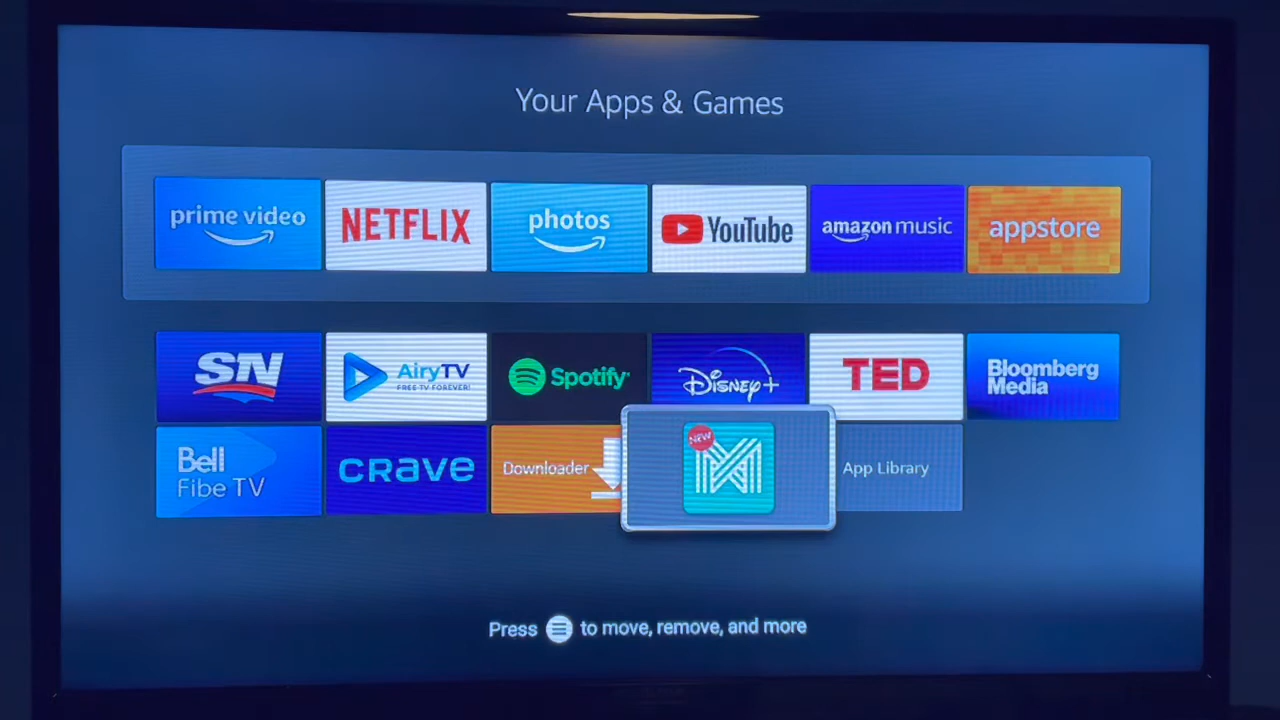 Your Apps & Games
prime video
NETFLIX
photos
YouTube
amazon music
appstore
SN
AiryTV
FREE TV FOREVER!
Spotify
Disney+
TED
Bloomberg
Media
Bell
Fibe TV
CRAVE
Downloader
NEW
M
App Library
Press to move, remove, and more